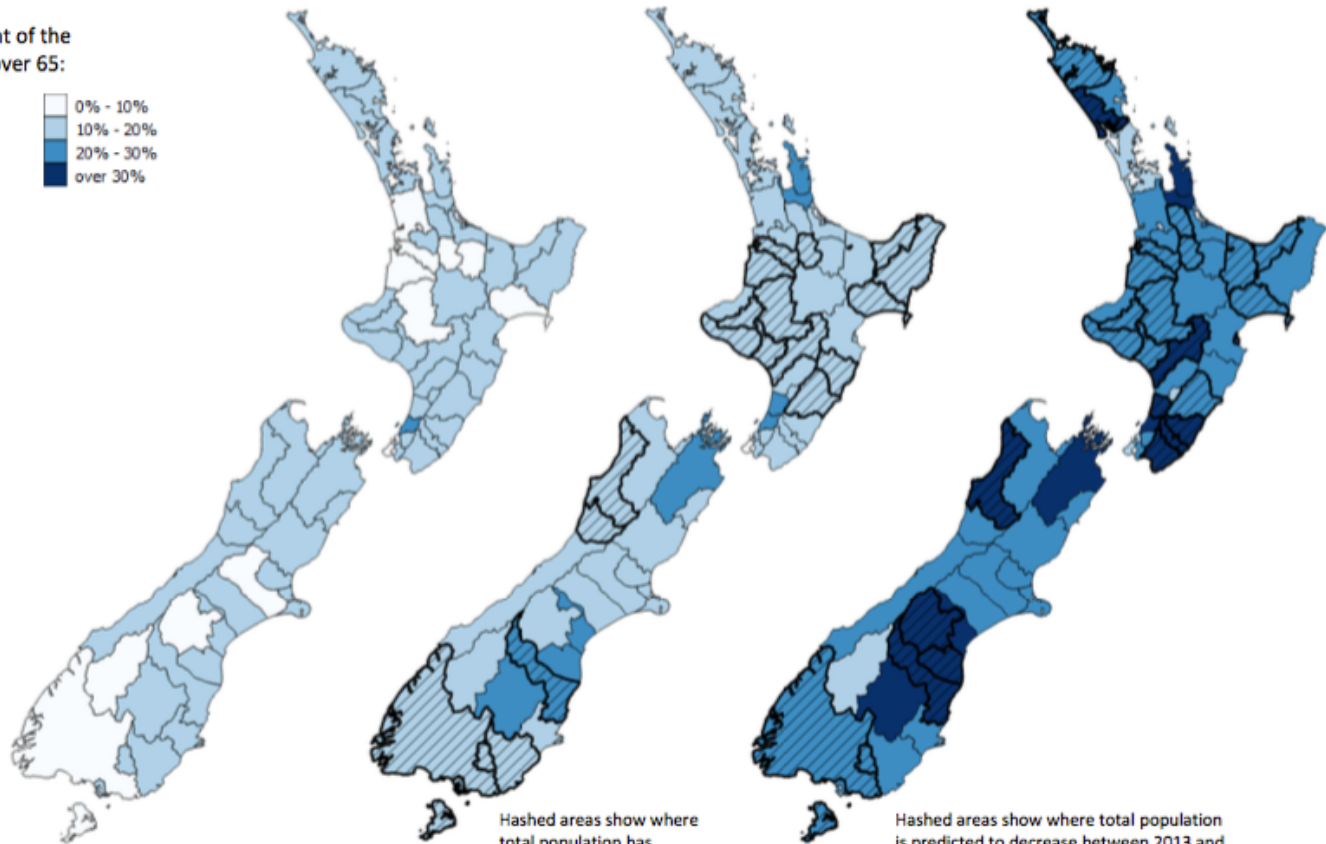 nt of the
over 65:
0% - 10%
10% - 20%
20% - 30%
over 30%
Hashed areas show where
total population has
Hashed areas show where total population
is predicted to decrease between 2013 and